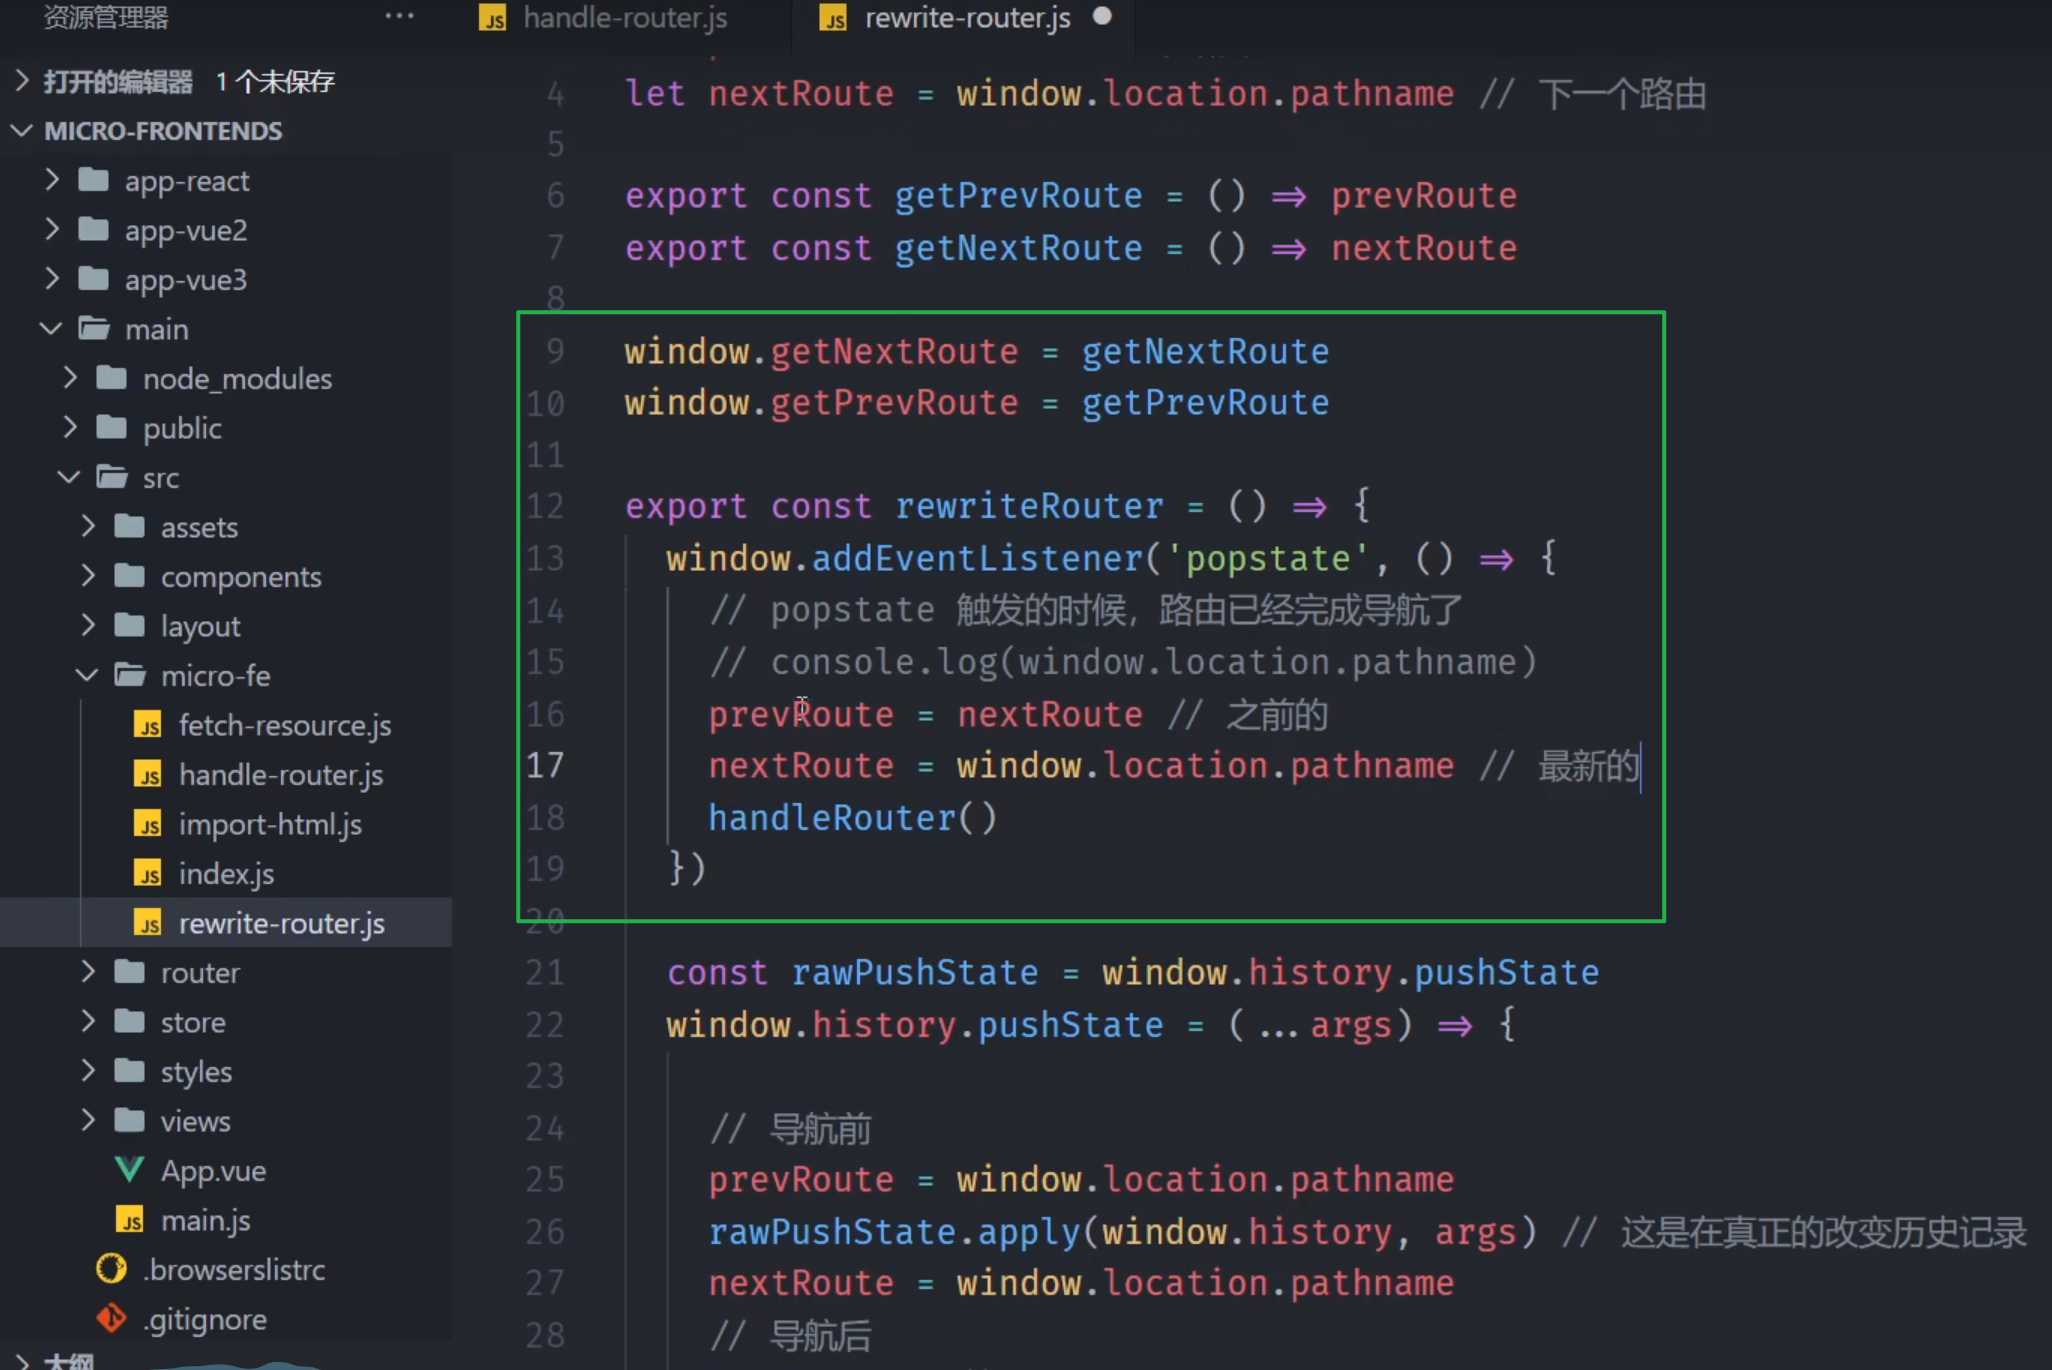 资源管理器
打开的编辑器 1 个未保存
MICRO-FRONTENDS
app-react
app-vue2
app-vue3
main
node_modules
public
src
assets
components
layout
micro-fe
JS fetch-resource.js
JS handle-router.js
JS import-html.js
JS index.js
JS rewrite-router.js
router
store
styles
views
App.vue
JS main.js
.browserslistrc
.gitignore
大纲
JS handle-router.js
JS rewrite-router.js
4 let nextRoute = window.location.pathname // 下一个路由
5
6 export const getPrevRoute = () => prevRoute
7 export const getNextRoute = () => nextRoute
8
9 window.getNextRoute = getNextRoute
10 window.getPrevRoute = getPrevRoute
11
12 export const rewriteRouter = () => {
13 window.addEventListener('popstate', () => {
14 // popstate 触发的时候，路由已经完成导航了
15 // console.log(window.location.pathname)
16 prevRoute = nextRoute // 之前的
17 nextRoute = window.location.pathname // 最新的
18 handleRouter()
19 })
20
21 const rawPushState = window.history.pushState
22 window.history.pushState = (...args) => {
23
24 // 导航前
25 prevRoute = window.location.pathname
26 rawPushState.apply(window.history, args) // 这是在真正的改变历史记录
27 nextRoute = window.location.pathname
28 // 导航后